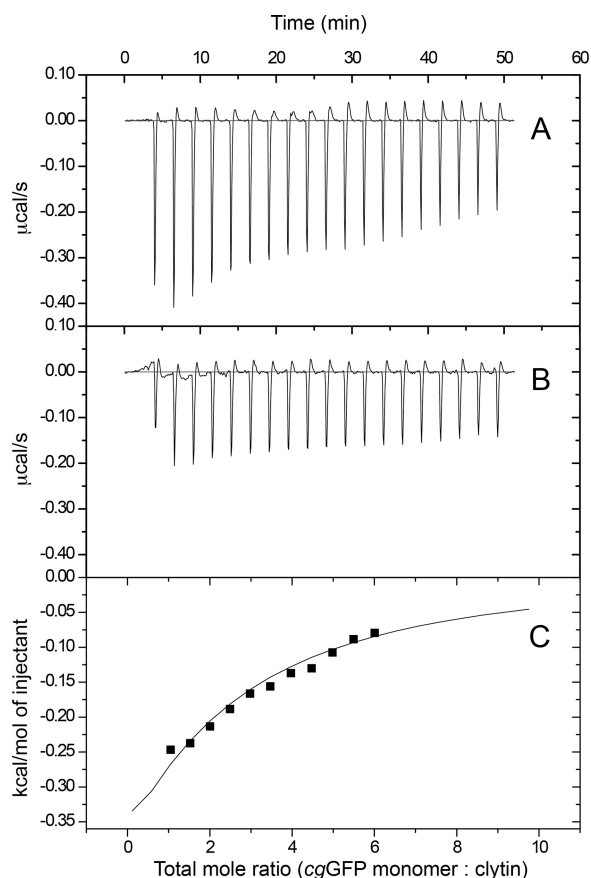 Time (min)
0 10 20 30 40 50 60
0.10
0.00
-0.10
-0.20
-0.30
-0.40
0.10
μcal/s
A
0.00
-0.10
-0.20
-0.40
0.00
μcal/s
B
-0.05
-0.10
-0.15
-0.20
-0.25
-0.30
-0.35
kcal/mol of injectant
C
0 2 4 6 8 10
Total mole ratio (cgGFP monomer : clytin)